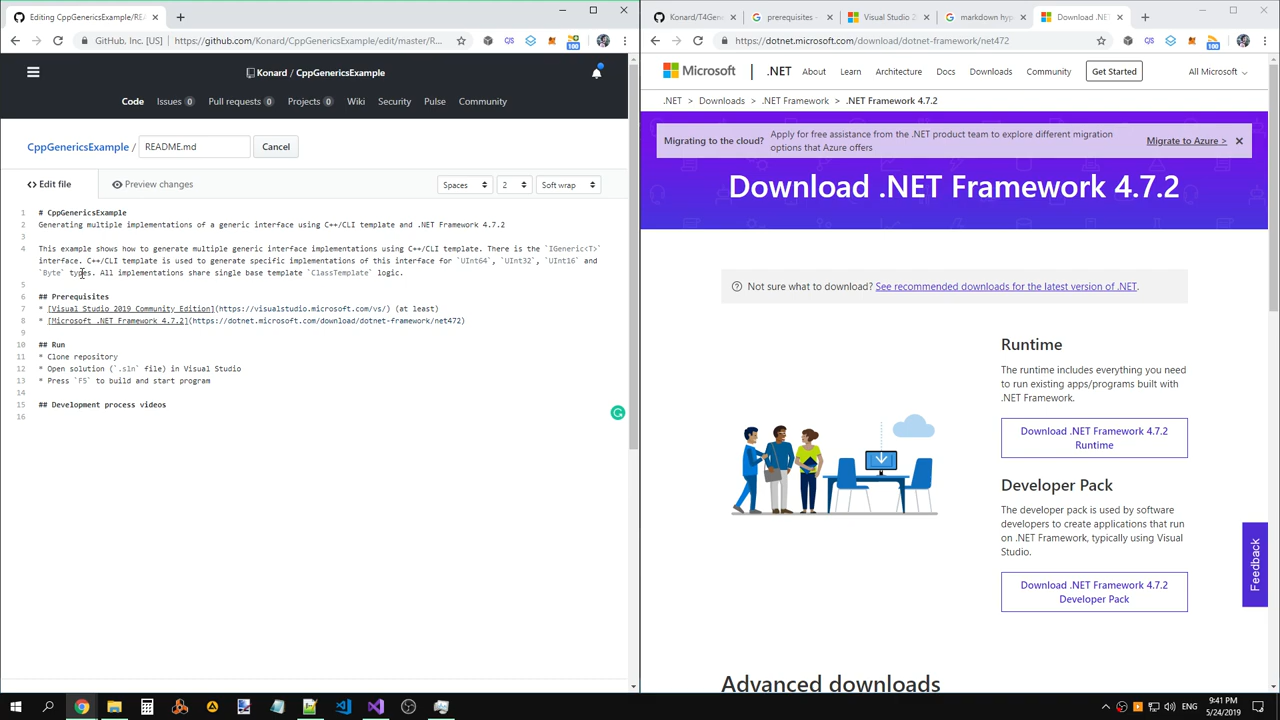 Editing CppGenericsExample/RE
GitHub, Inc. [US] | https://github.com/Konard/CppGenericsExample/edit/master/R...
100
Konard / CppGenericsExample
Code Issues 0 Pull requests 0 Projects 0 Wiki Security Pulse Community
CppGenericsExample / README.md Cancel
<> Edit file Preview changes Spaces 2 Soft wrap
1 # CppGenericsExample
2 Generating multiple implementations of a generic interface using C++/CLI template and .NET Framework 4.7.2
3
4 This example shows how to generate multiple generic interface implementations using C++/CLI template. There is the `IGeneric<T>`
interface. C++/CLI template is used to generate specific implementations of this interface for `UInt64`, `UInt32`, `UInt16` and
`Byte` types. All implementations share single base template `ClassTemplate` logic.
5
6 ## Prerequisites
7 * [Visual Studio 2019 Community Edition](https://visualstudio.microsoft.com/vs/) (at least)
8 * [Microsoft .NET Framework 4.7.2](https://dotnet.microsoft.com/download/dotnet-framework/net472)
9
10 ## Run
11 * Clone repository
12 * Open solution (`.sln` file) in Visual Studio
13 * Press `F5` to build and start program
14
15 ## Development process videos
16
Konard/T4Gene
prerequisites -
Visual Studio 2
markdown hyp
Download .NET
https://dotnet.microsoft.com/download/dotnet-framework/net472
100
Microsoft .NET About Learn Architecture Docs Downloads Community Get Started All Microsoft
.NET > Downloads > .NET Framework > .NET Framework 4.7.2
Migrating to the cloud? Apply for free assistance from the .NET product team to explore different migration
options that Azure offers
Migrate to Azure >
Download .NET Framework 4.7.2
Not sure what to download? See recommended downloads for the latest version of .NET.
Runtime
The runtime includes everything you need
to run existing apps/programs built with
.NET Framework.
Download .NET Framework 4.7.2
Runtime
Developer Pack
The developer pack is used by software
developers to create applications that run
on .NET Framework, typically using Visual
Studio.
Download .NET Framework 4.7.2
Developer Pack
Feedback
Advanced downloads
ENG
9:41 PM
5/24/2019